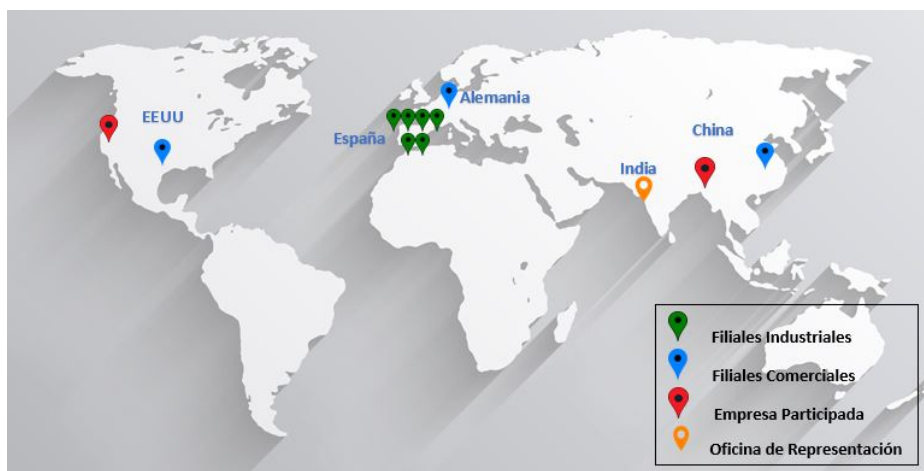 EEUU
Alemania
España
China
India
Filiales Industriales
Filiales Comerciales
Empresa Participada
Oficina de Representación